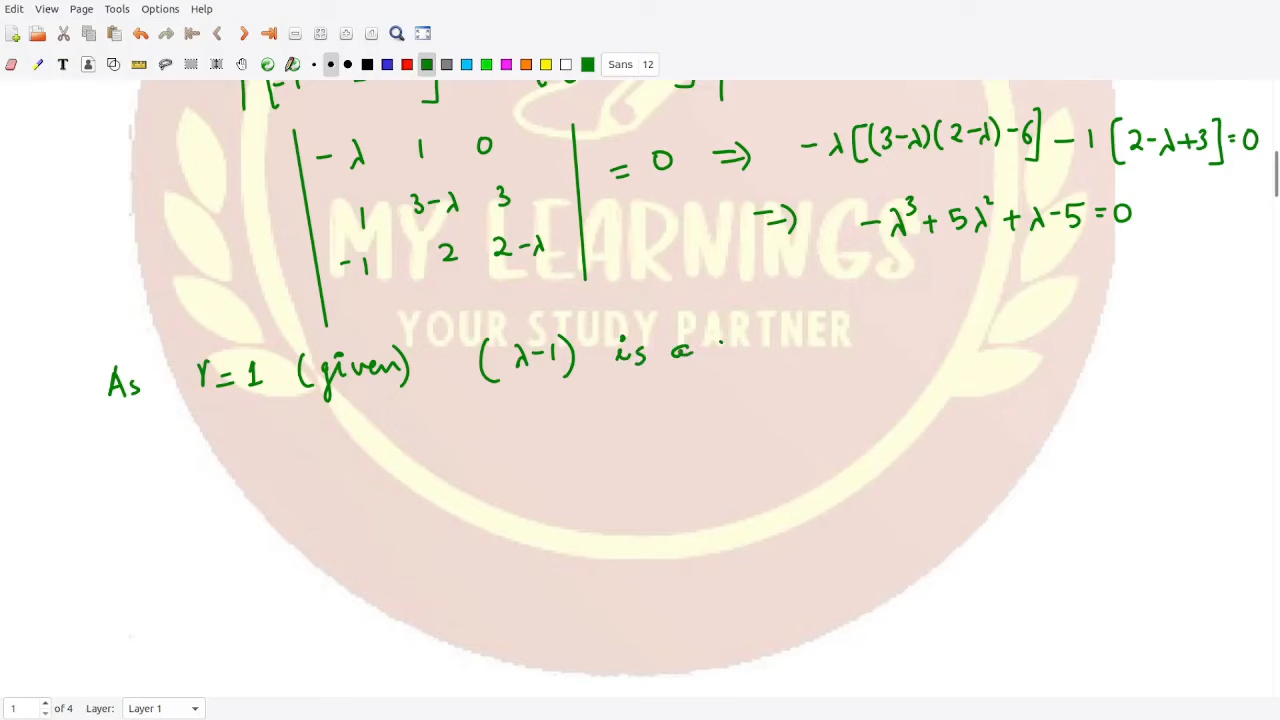 Edit View Page Tools Options Help
Sans 12
-λ 1 0
1 3-λ 3
-1 2 2-λ
= 0 ⇒ -λ[(3-λ)(2-λ)-6] - 1 [2-λ+3] = 0
⇒ -λ³ + 5λ² + λ - 5 = 0
MY LEARNINGS
YOUR STUDY PARTNER
As r = 1 (given) (λ-1) is a
1 of 4 Layer: Layer 1